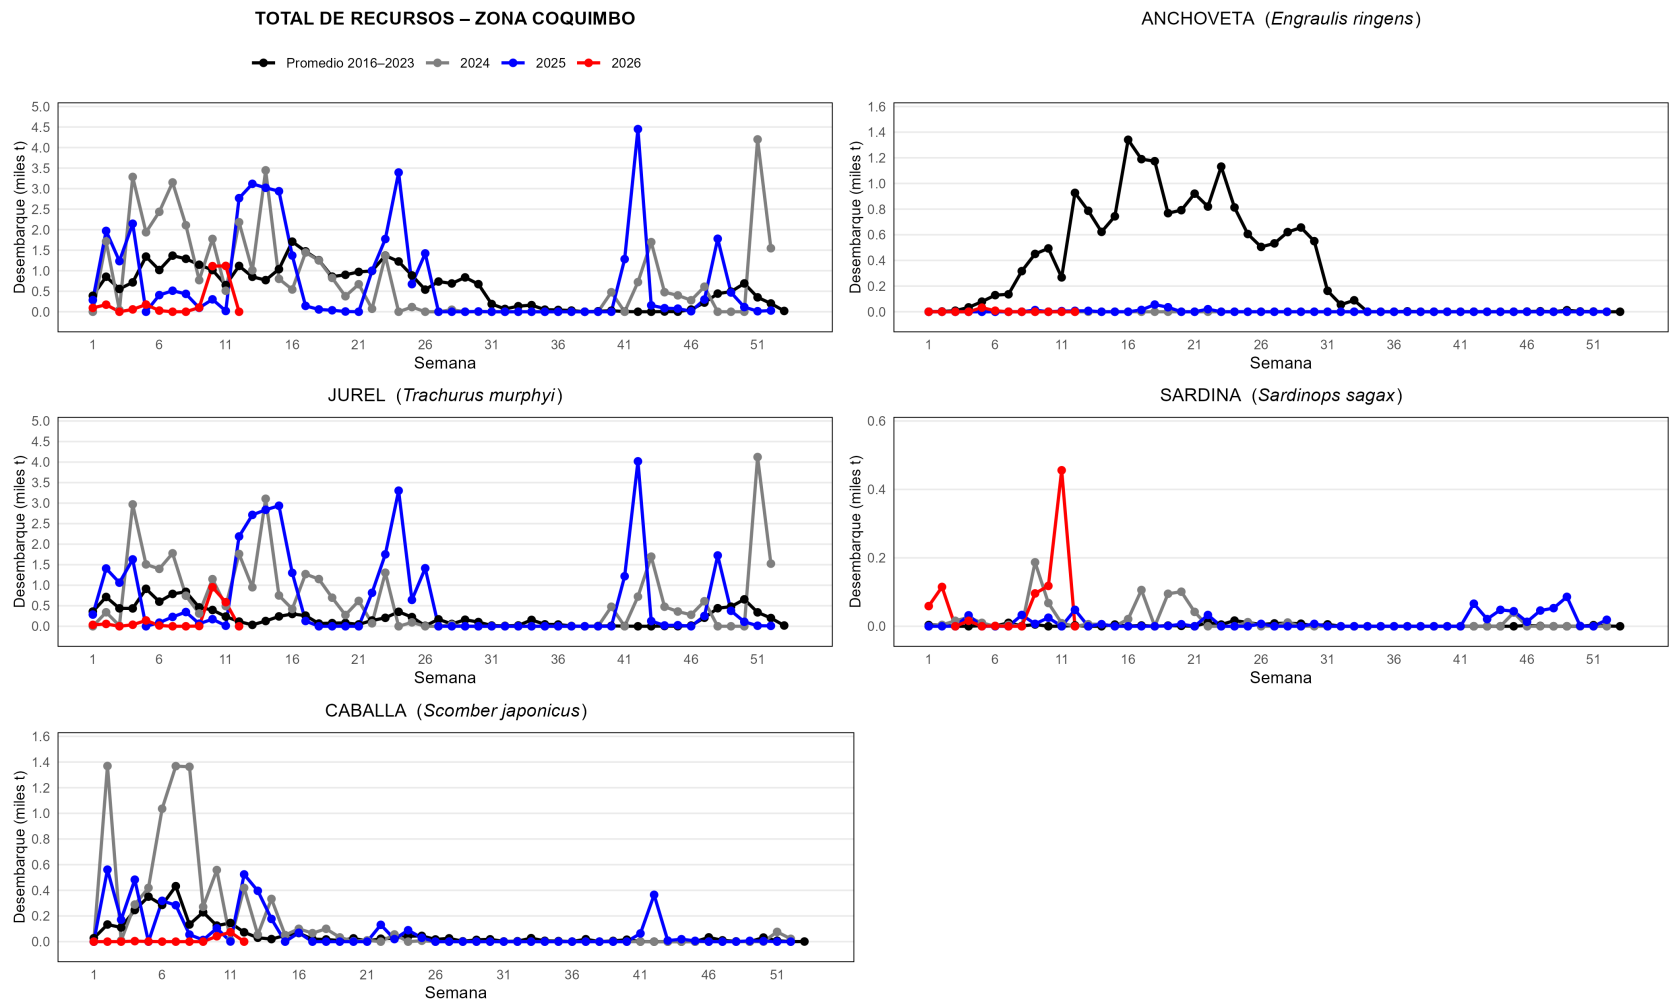 TOTAL DE RECURSOS – ZONA COQUIMBO
Promedio 2016–2023 2024 2025 2026
5.0
4.5
4.0
3.5
3.0
2.5
2.0
1.5
1.0
0.5
0.0
Desembarque (miles t)
1 6 11 16 21 26 31 36 41 46 51
Semana
ANCHOVETA (Engraulis ringens)
1.6
1.4
1.2
1.0
0.8
0.6
0.4
0.2
0.0
Desembarque (miles t)
1 6 11 16 21 26 31 36 41 46 51
Semana
JUREL (Trachurus murphyi)
5.0
4.5
4.0
3.5
3.0
2.5
2.0
1.5
1.0
0.5
0.0
Desembarque (miles t)
1 6 11 16 21 26 31 36 41 46 51
Semana
SARDINA (Sardinops sagax)
0.6
0.4
0.2
0.0
Desembarque (miles t)
1 6 11 16 21 26 31 36 41 46 51
Semana
CABALLA (Scomber japonicus)
1.6
1.4
1.2
1.0
0.8
0.6
0.4
0.2
0.0
Desembarque (miles t)
1 6 11 16 21 26 31 36 41 46 51
Semana